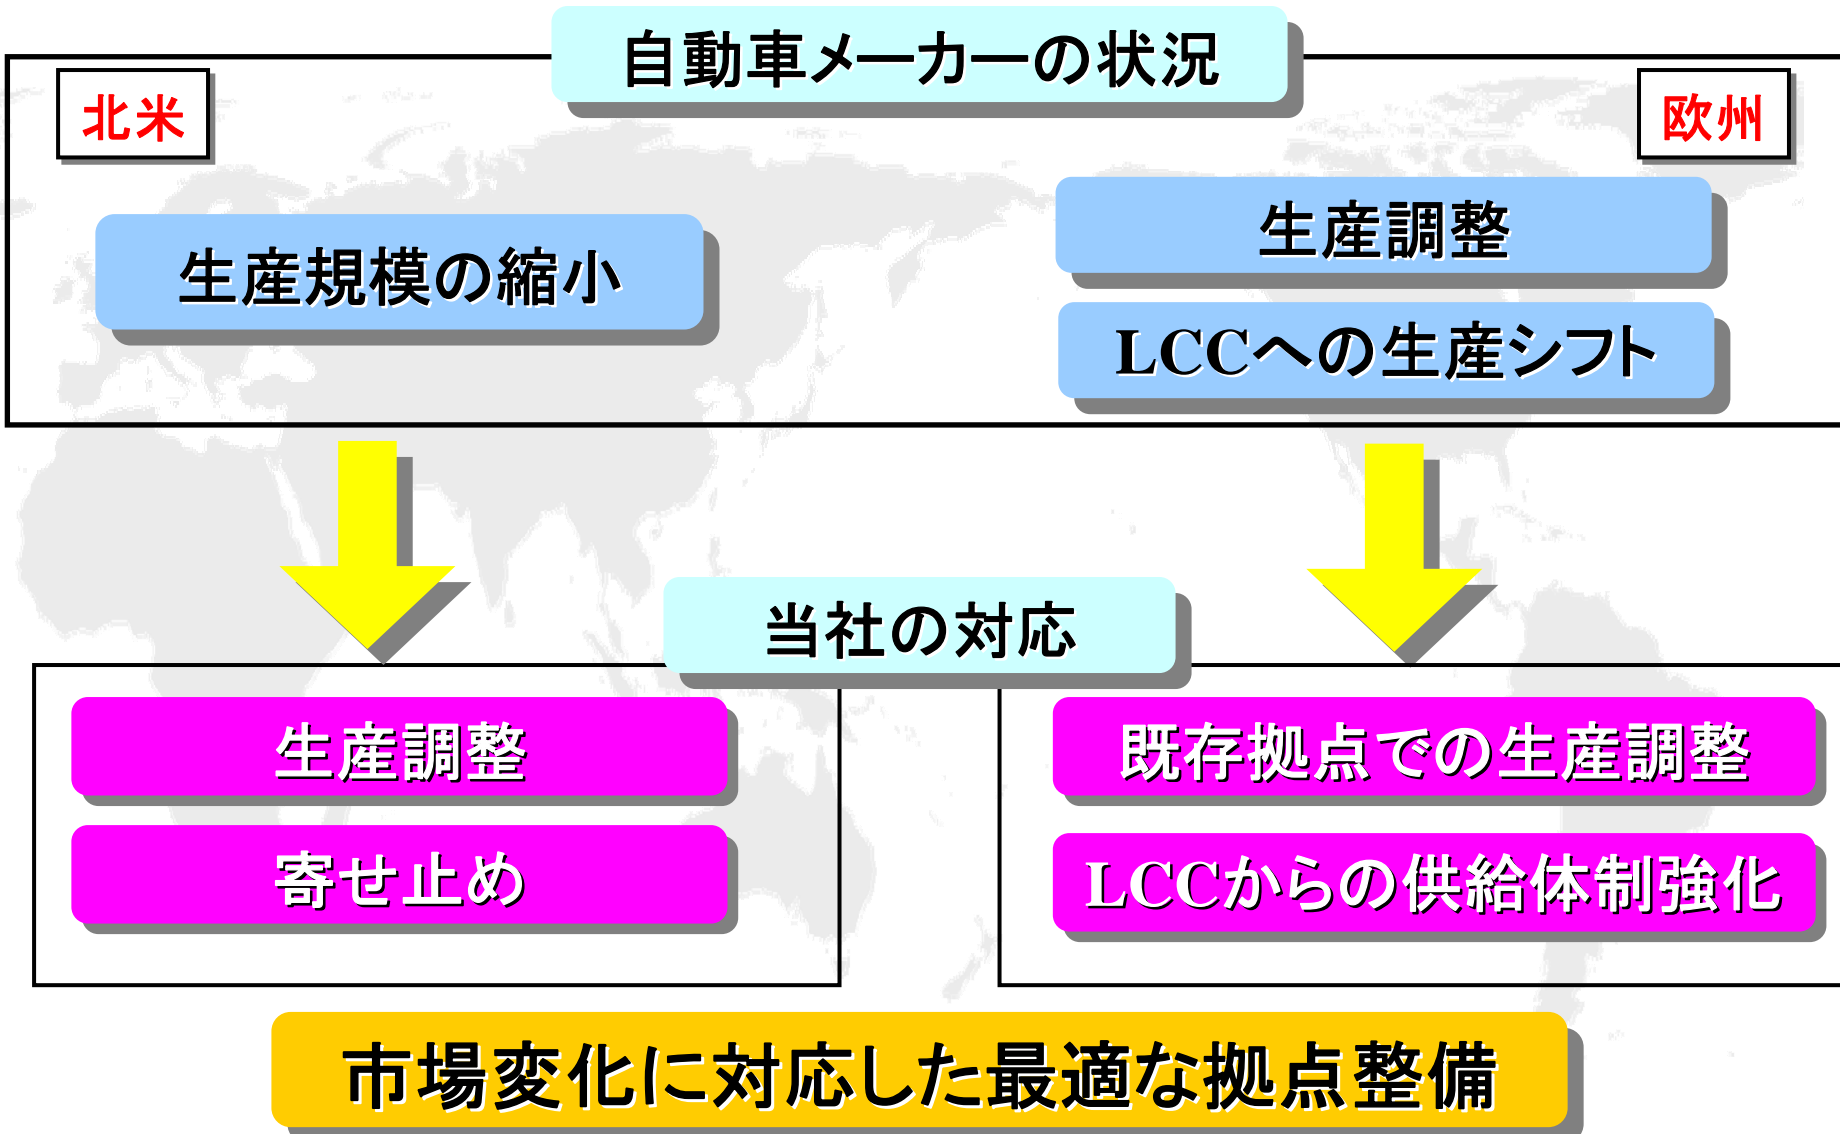 自動車メーカーの状況
北米
欧州
生産規模の縮小
生産調整
LCCへの生産シフト
当社の対応
生産調整
寄せ止め
既存拠点での生産調整
LCCからの供給体制強化
市場変化に対応した最適な拠点整備